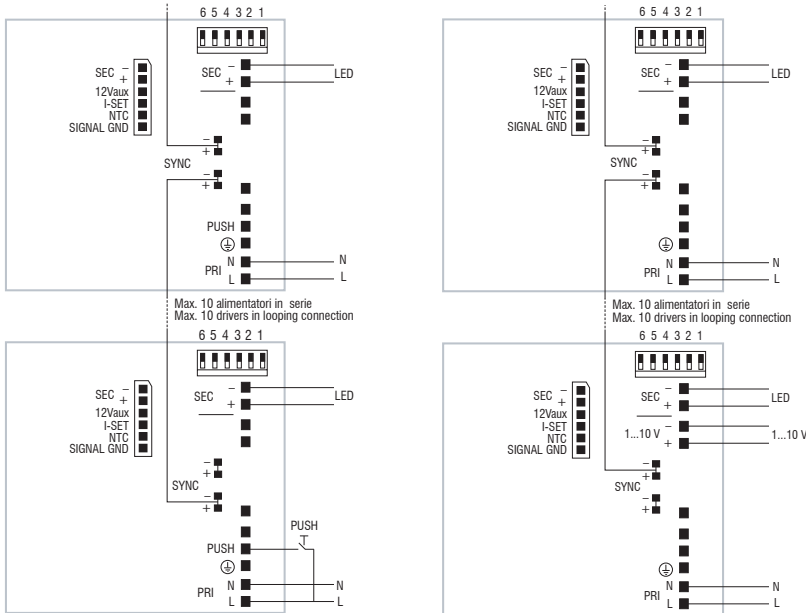 6 5 4 3 2 1
SEC
−
+
LED
SEC −
+
12Vaux
I-SET
NTC
SIGNAL GND
−
+
SYNC
−
+
PUSH
N
N
PRI
L
L
Max. 10 alimentatori in serie
Max. 10 drivers in looping connection
6 5 4 3 2 1
SEC
−
+
LED
SEC −
+
12Vaux
I-SET
NTC
SIGNAL GND
−
+
SYNC
−
+
PUSH
PUSH
N
N
PRI
L
L
6 5 4 3 2 1
SEC
−
+
LED
SEC −
+
12Vaux
I-SET
NTC
SIGNAL GND
−
+
SYNC
−
+
N
N
PRI
L
L
Max. 10 alimentatori in serie
Max. 10 drivers in looping connection
6 5 4 3 2 1
SEC
−
+
LED
SEC −
+
12Vaux
I-SET
NTC
SIGNAL GND
−
1...10 V
+
1...10 V
−
+
SYNC
−
+
N
N
PRI
L
L